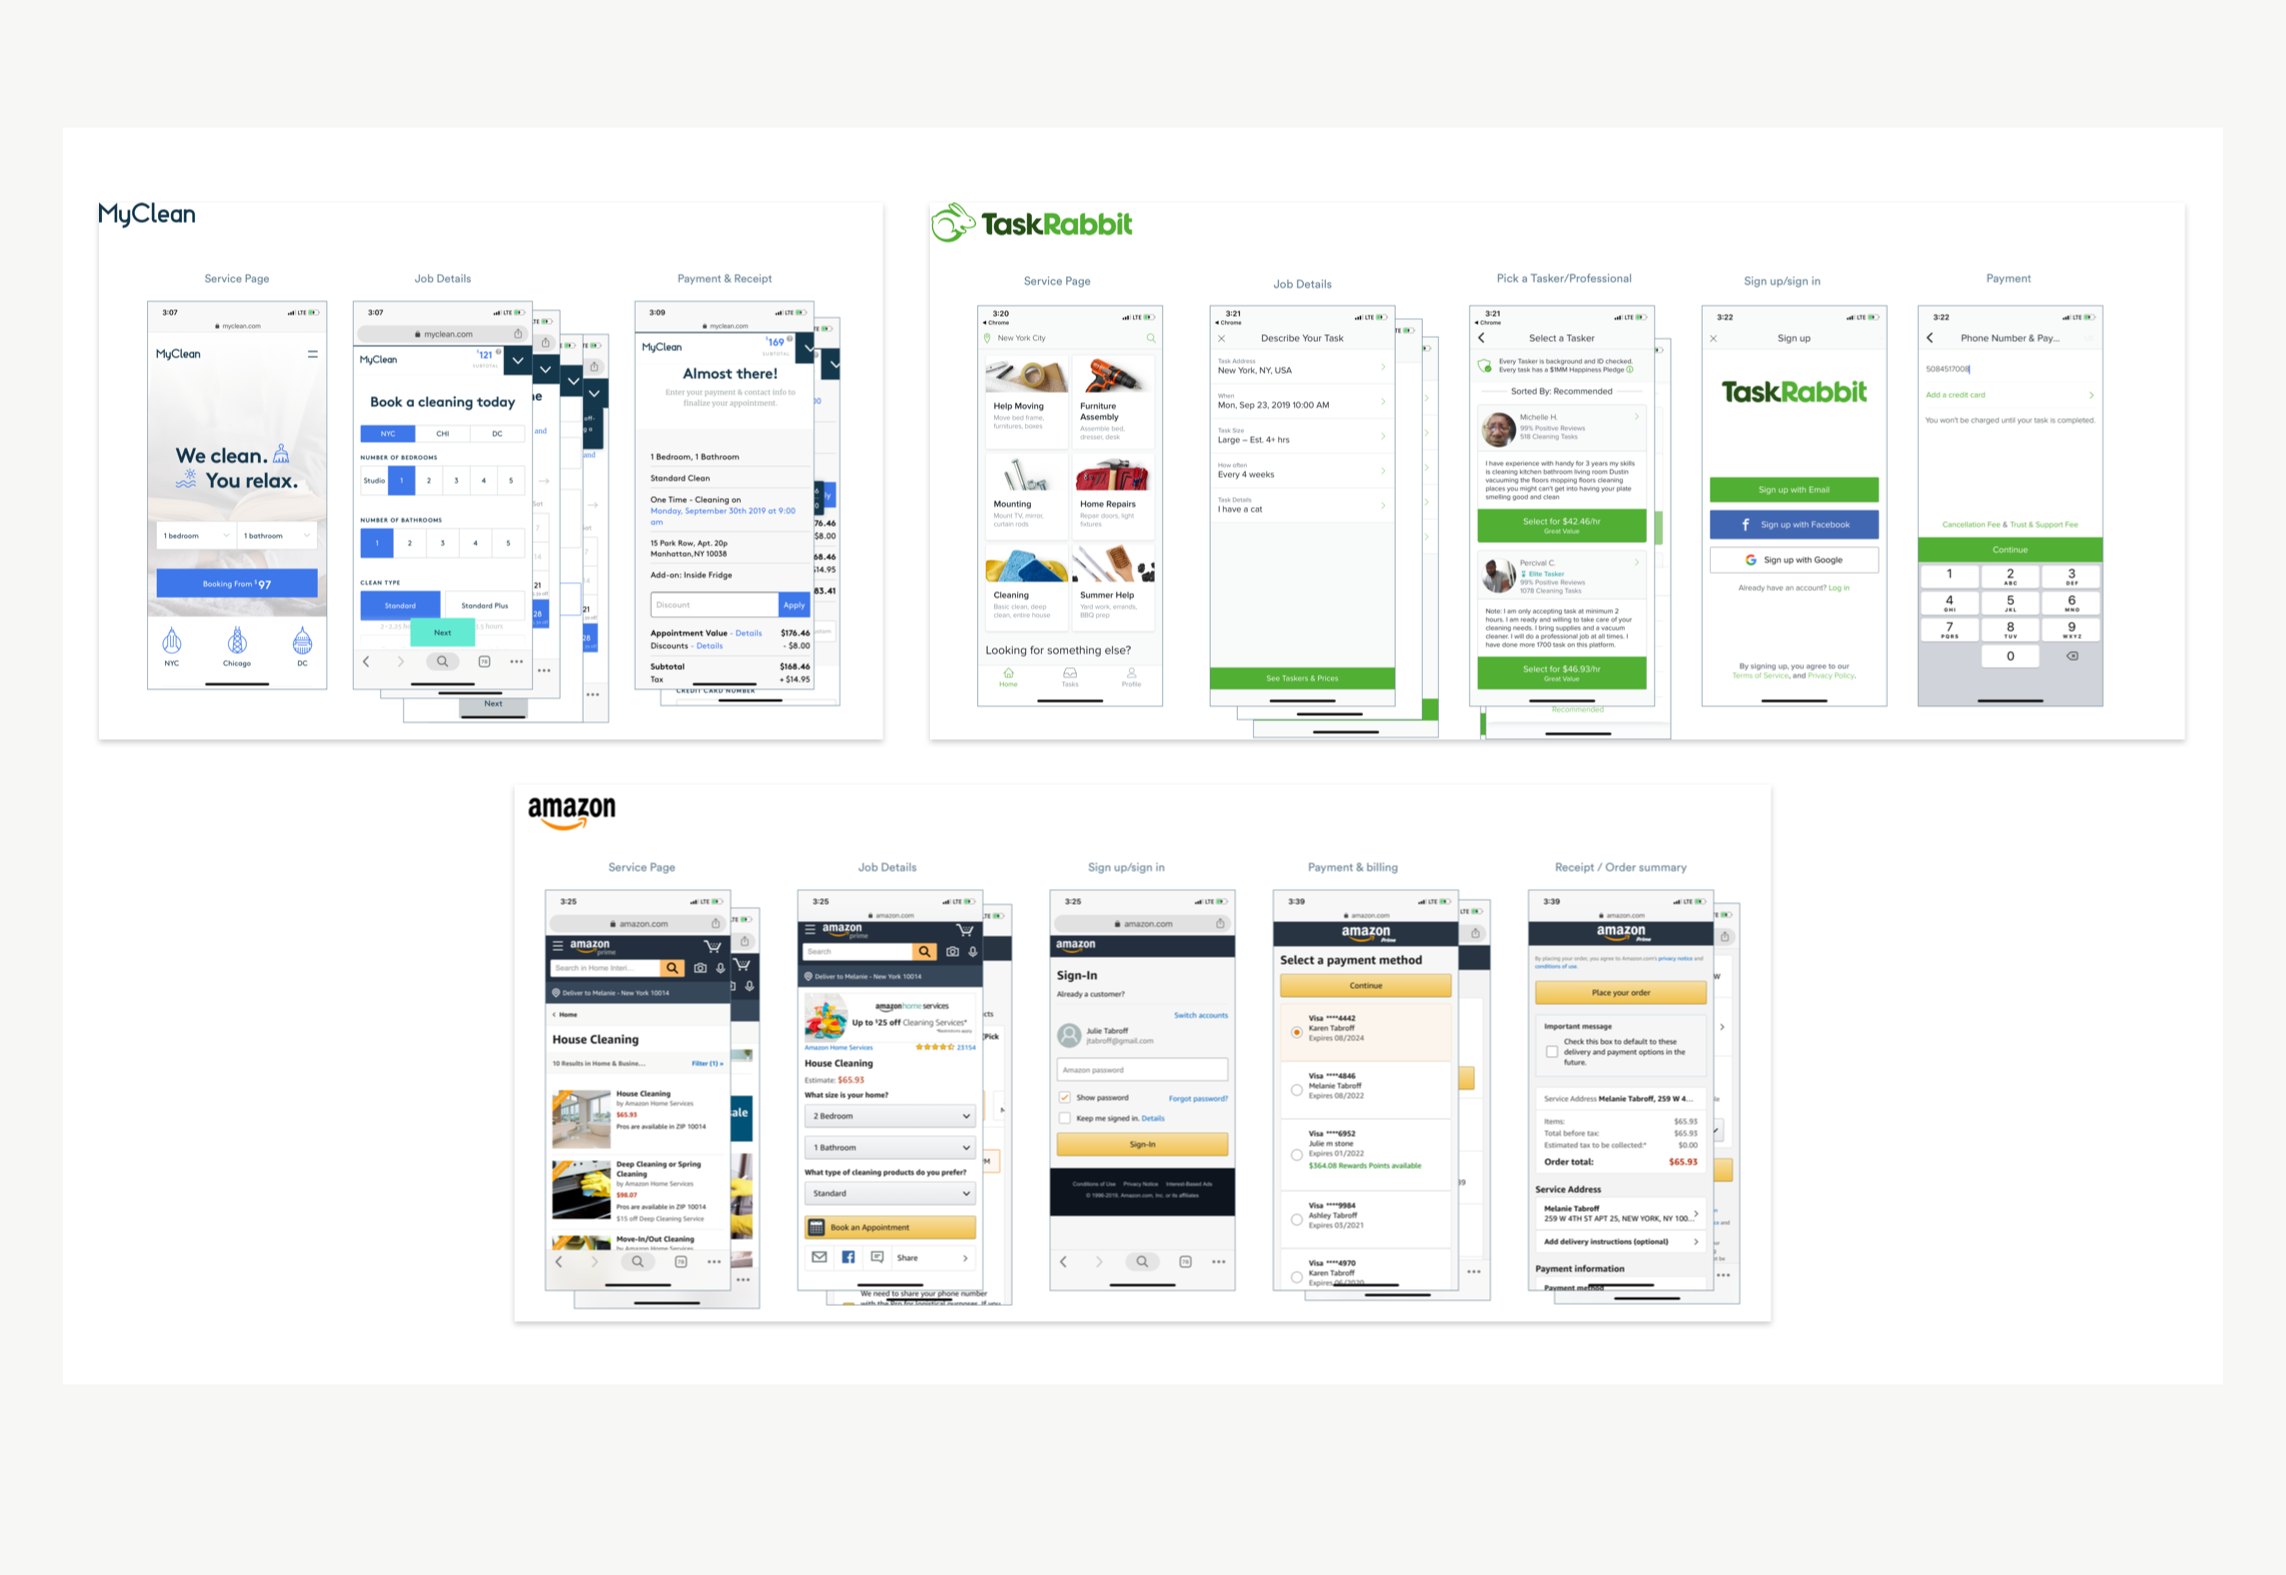 MyClean
Service Page
Job Details
Payment & Receipt
3:07
LTE
myclean.com
MyClean
We clean.
You relax.
1 bedroom
1 bathroom
Booking From $97
NYC
Chicago
DC
3:07
LTE
myclean.com
MyClean
$121
SUBTOTAL
Book a cleaning today
NYC
CHI
DC
NUMBER OF BEDROOMS
Studio
1
2
3
4
5
NUMBER OF BATHROOMS
1
2
3
4
5
CLEAN TYPE
Standard
Standard Plus
Next
Next
3:09
LTE
myclean.com
MyClean
$169
SUBTOTAL
Almost there!
Enter your payment & contact info to
finalize your appointment.
1 Bedroom, 1 Bathroom
Standard Clean
One Time - Cleaning on
Monday, September 30th 2019 at 9:00
am
15 Park Row, Apt. 20p
Manhattan,NY 10038
Add-on: Inside Fridge
Discount
Apply
Appointment Value - Details
$176.46
Discounts - Details
- $8.00
Subtotal
$168.46
Tax
+ $14.95
CREDIT CARD NUMBER
TaskRabbit
Service Page
Job Details
Pick a Tasker/Professional
Sign up/sign in
Payment
3:20
LTE
Chrome
New York City
Help Moving
Move bed frame,
furnitures, boxes
Furniture
Assembly
Assemble bed,
dresser, desk
Mounting
Mount TV, mirror,
curtain rods
Home Repairs
Repair doors, light
fixtures
Cleaning
Basic clean, deep
clean, entire house
Summer Help
Yard work, errands,
BBQ prep
Looking for something else?
Home
Tasks
Profile
3:21
LTE
Chrome
Describe Your Task
Task Address
New York, NY, USA
When
Mon, Sep 23, 2019 10:00 AM
Task Size
Large – Est. 4+ hrs
How often
Every 4 weeks
Task Details
I have a cat
See Taskers & Prices
3:21
LTE
Chrome
Select a Tasker
Every Tasker is background and ID checked.
Every task has a $1MM Happiness Pledge
Sorted By: Recommended
Michelle H.
99% Positive Reviews
518 Cleaning Tasks
I have experience with handy for 3 years my skills
is cleaning kitchen bathroom living room Dustin
vacuuming the floors mopping floors cleaning
places you might can't get into having your plate
smelling good and clean
Select for $42.46/hr
Great Value
Percival C.
Elite Tasker
99% Positive Reviews
1078 Cleaning Tasks
Note: I am only accepting task at minimum 2
hours. I am ready and willing to take care of your
cleaning needs. I bring supplies and a vacuum
cleaner. I will do a professional job at all times. I
have done more 1700 task on this platform.
Select for $46.93/hr
Great Value
Recommended
3:22
LTE
Sign up
TaskRabbit
Sign up with Email
Sign up with Facebook
Sign up with Google
Already have an account? Log in
By signing up, you agree to our
Terms of Service, and Privacy Policy.
3:22
LTE
Phone Number & Pay...
5084517008
Add a credit card
You won't be charged until your task is completed.
Cancellation Fee & Trust & Support Fee
Continue
1
2
ABC
3
DEF
4
GHI
5
JKL
6
MNO
7
PQRS
8
TUV
9
WXYZ
0
amazon
Service Page
Job Details
Sign up/sign in
Payment & billing
Receipt / Order summary
3:25
LTE
amazon.com
amazon
prime
Search in Home Interi...
Deliver to Melanie - New York 10014
Home
House Cleaning
10 Results in Home & Busine...
Filter (1)
House Cleaning
by Amazon Home Services
$65.93
Pros are available in ZIP 10014
Deep Cleaning or Spring
Cleaning
by Amazon Home Services
$98.07
Pros are available in ZIP 10014
$15 off Deep Cleaning Service
Move-In/Out Cleaning
by Amazon Home Services
3:25
LTE
amazon.com
amazon
prime
Search
Deliver to Melanie - New York 10014
amazon home services
Up to $25 off Cleaning Services*
Amazon Home Services
23154
House Cleaning
Estimate: $65.93
What size is your home?
2 Bedroom
1 Bathroom
What type of cleaning products do you prefer?
Standard
Book an Appointment
Share
We need to share your phone number
3:25
LTE
amazon.com
amazon
Sign-In
Already a customer?
Switch accounts
Julie Tabroff
jtabroff@gmail.com
Amazon password
Show password
Forgot password?
Keep me signed in. Details
Sign-In
Conditions of Use
Privacy Notice
Interest-Based Ads
© 1996-2019, Amazon.com, Inc. or its affiliates
3:39
LTE
amazon.com
amazon
Prime
Select a payment method
Continue
Visa ****4442
Karen Tabroff
Expires 08/2024
Visa ****4846
Melanie Tabroff
Expires 08/2022
Visa ****6952
Julie m stone
Expires 01/2022
$364.08 Rewards Points available
Visa ****9984
Ashley Tabroff
Expires 03/2021
Visa ****4970
Karen Tabroff
Expires 06/2020
3:39
LTE
amazon.com
amazon
Prime
By placing your order, you agree to Amazon.com's privacy notice and
conditions of use.
Place your order
Important message
Check this box to default to these
delivery and payment options in the
future.
Service Address Melanie Tabroff, 259 W 4...
Items:
$65.93
Total before tax:
$65.93
Estimated tax to be collected:*
$0.00
Order total:
$65.93
Service Address
Melanie Tabroff
259 W 4TH ST APT 25, NEW YORK, NY 100...
Add delivery instructions (optional)
Payment information
Payment method